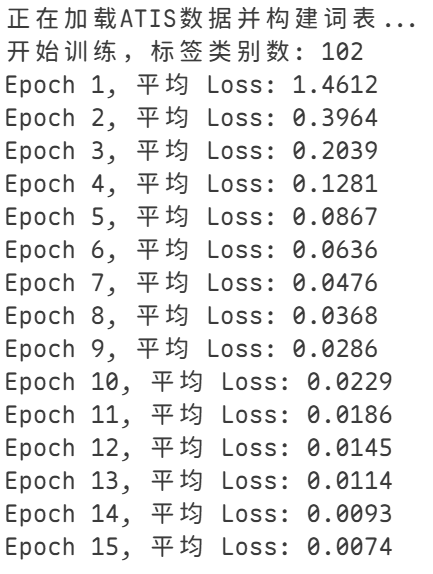 正在加载ATIS数据并构建词表...
开始训练，标签类别数: 102
Epoch 1, 平均 Loss: 1.4612
Epoch 2, 平均 Loss: 0.3964
Epoch 3, 平均 Loss: 0.2039
Epoch 4, 平均 Loss: 0.1281
Epoch 5, 平均 Loss: 0.0867
Epoch 6, 平均 Loss: 0.0636
Epoch 7, 平均 Loss: 0.0476
Epoch 8, 平均 Loss: 0.0368
Epoch 9, 平均 Loss: 0.0286
Epoch 10, 平均 Loss: 0.0229
Epoch 11, 平均 Loss: 0.0186
Epoch 12, 平均 Loss: 0.0145
Epoch 13, 平均 Loss: 0.0114
Epoch 14, 平均 Loss: 0.0093
Epoch 15, 平均 Loss: 0.0074